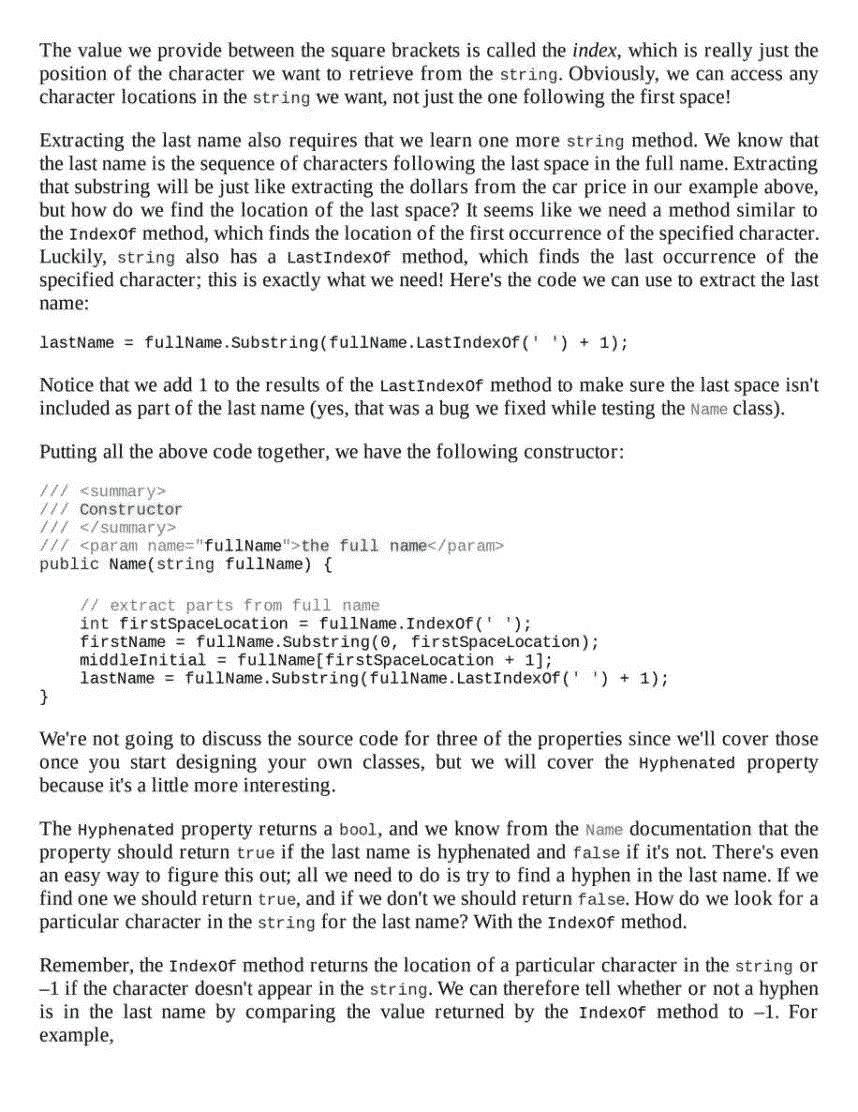 The value we provide between the square brackets is called the index, which is really just the
position of the character we want to retrieve from the string. Obviously, we can access any
character locations in the string we want, not just the one following the first space!
Extracting the last name also requires that we learn one more string method. We know that
the last name is the sequence of characters following the last space in the full name. Extracting
that substring will be just like extracting the dollars from the car price in our example above,
but how do we find the location of the last space? It seems like we need a method similar to
the IndexOf method, which finds the location of the first occurrence of the specified character.
Luckily, string also has a LastIndexOf method, which finds the last occurrence of the
specified character; this is exactly what we need! Here's the code we can use to extract the last
name:
lastName = fullName.Substring(fullName.LastIndexOf(' ') + 1);
Notice that we add 1 to the results of the LastIndexOf method to make sure the last space isn't
included as part of the last name (yes, that was a bug we fixed while testing the Name class).
Putting all the above code together, we have the following constructor:
/// <summary>
/// Constructor
/// </summary>
/// <param name="fullName">the full name</param>
public Name(string fullName) {
    // extract parts from full name
    int firstSpaceLocation = fullName.IndexOf(' ');
    firstName = fullName.Substring(0, firstSpaceLocation);
    middleInitial = fullName[firstSpaceLocation + 1];
    lastName = fullName.Substring(fullName.LastIndexOf(' ') + 1);
}
We're not going to discuss the source code for three of the properties since we'll cover those
once you start designing your own classes, but we will cover the Hyphenated property
because it's a little more interesting.
The Hyphenated property returns a bool, and we know from the Name documentation that the
property should return true if the last name is hyphenated and false if it's not. There's even
an easy way to figure this out; all we need to do is try to find a hyphen in the last name. If we
find one we should return true, and if we don't we should return false. How do we look for a
particular character in the string for the last name? With the IndexOf method.
Remember, the IndexOf method returns the location of a particular character in the string or
–1 if the character doesn't appear in the string. We can therefore tell whether or not a hyphen
is in the last name by comparing the value returned by the IndexOf method to –1. For
example,